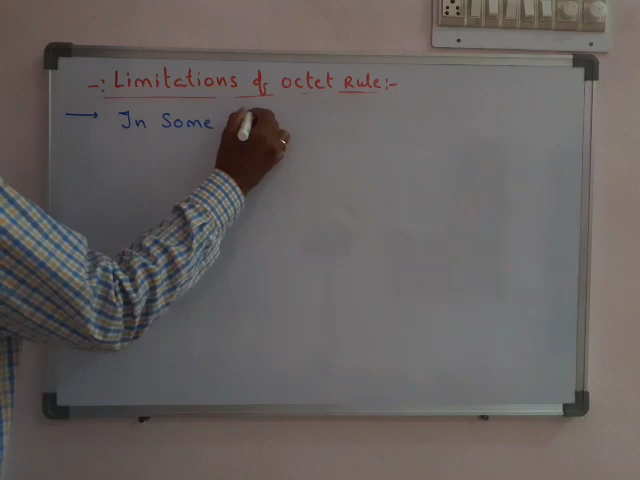 -: Limitations of octet Rule:-
→ In Some